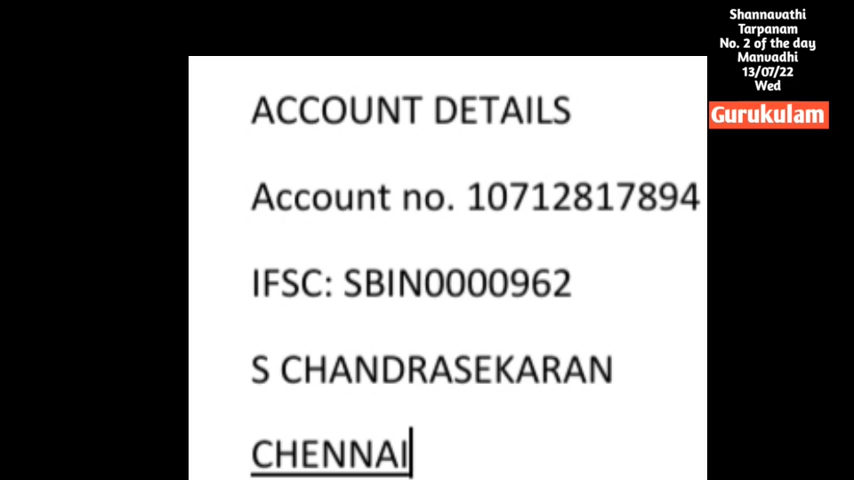 Shannavathi
Tarpanam
No. 2 of the day
Manvadhi
13/07/22
Wed
Gurukulam
ACCOUNT DETAILS
Account no. 10712817894
IFSC: SBIN0000962
S CHANDRASEKARAN
CHENNAI